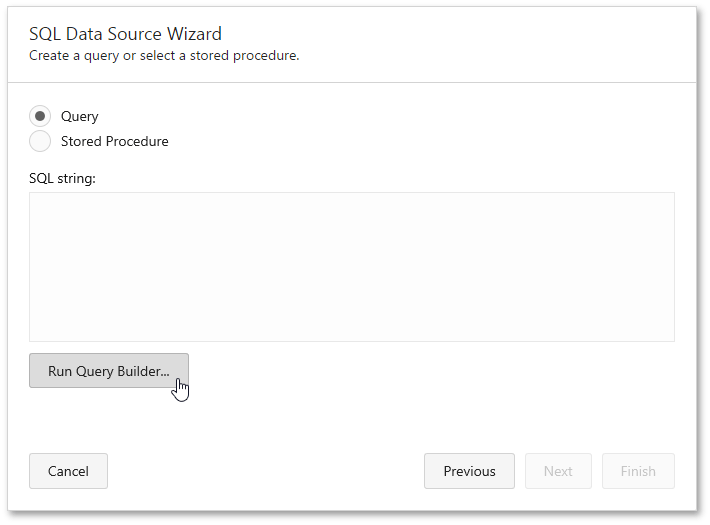 SQL Data Source Wizard
Create a query or select a stored procedure.
Query
Stored Procedure
SQL string:
Run Query Builder...
Cancel
Previous
Next
Finish